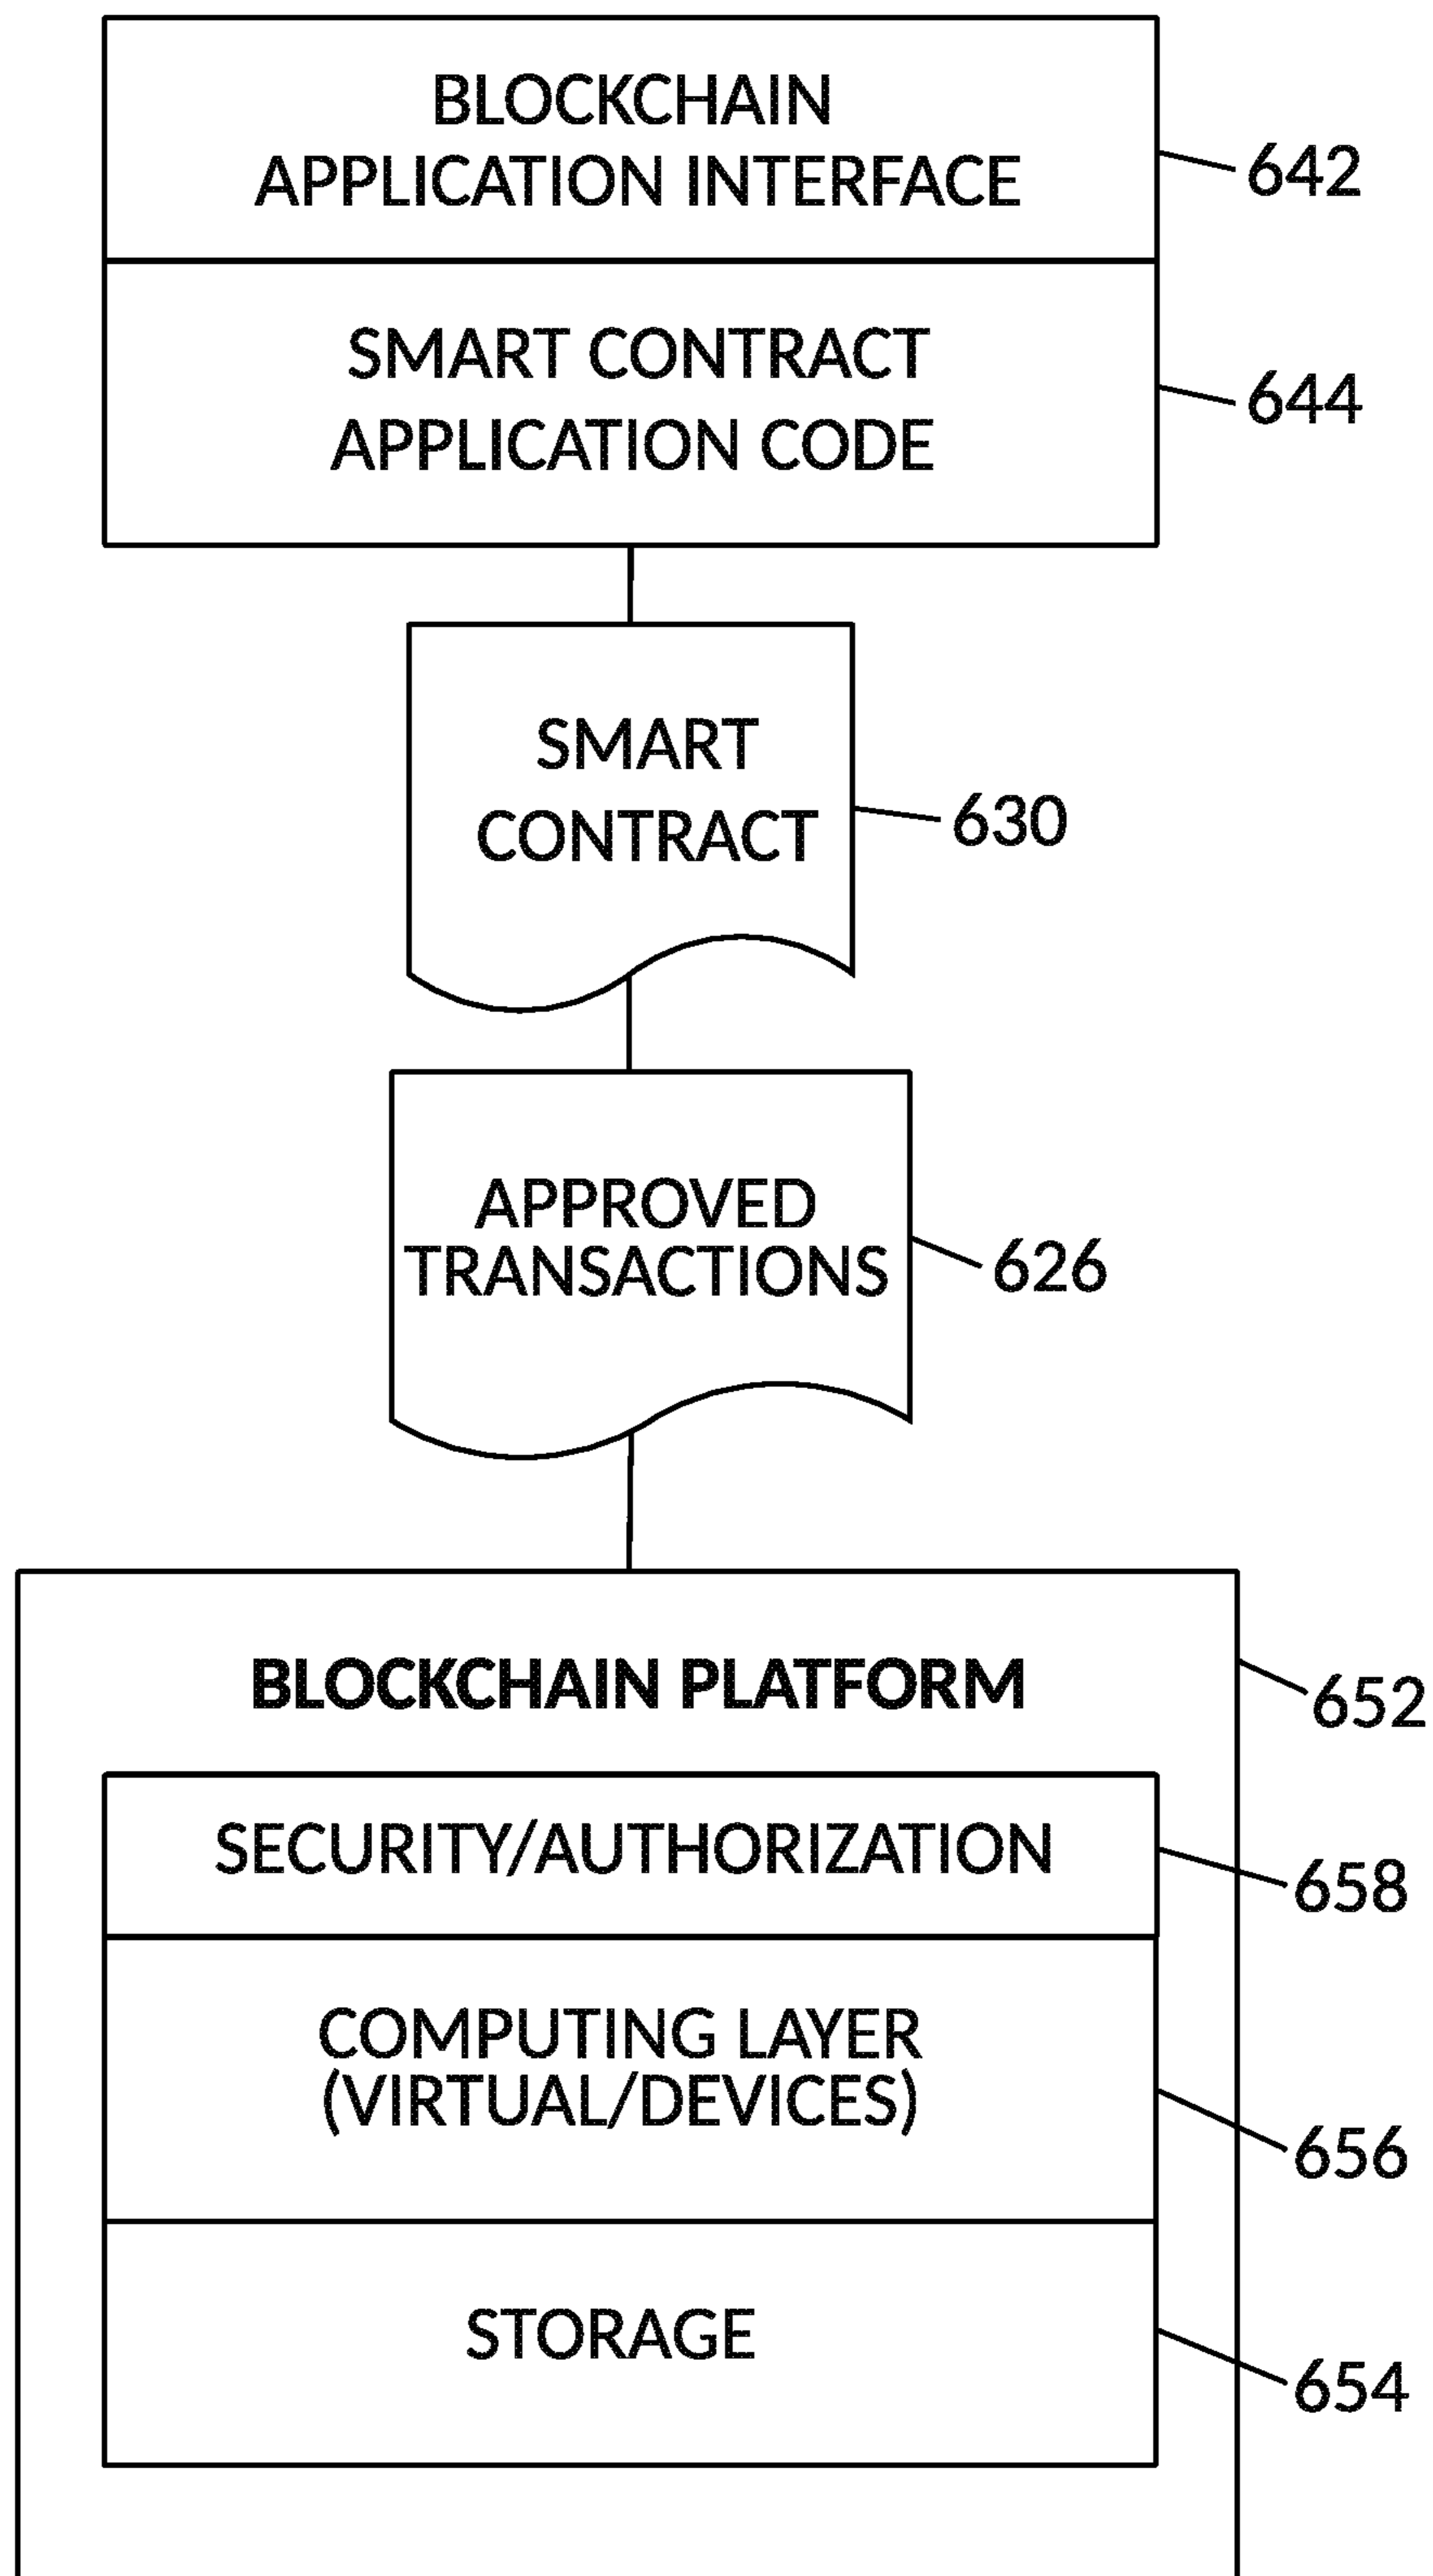 BLOCKCHAIN
APPLICATION INTERFACE
642
SMART CONTRACT
APPLICATION CODE
644
SMART
CONTRACT
630
APPROVED
TRANSACTIONS
626
BLOCKCHAIN PLATFORM
652
SECURITY/AUTHORIZATION
658
COMPUTING LAYER
(VIRTUAL/DEVICES)
656
STORAGE
654